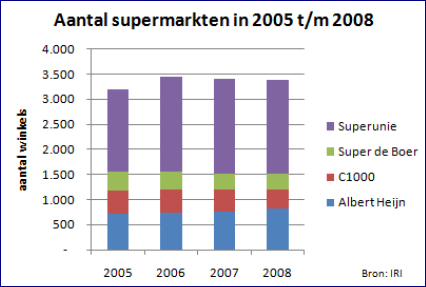 Aantal supermarkten in 2005 t/m 2008
4.000
3.500
3.000
2.500
2.000
1.500
1.000
500
-
aantal winkels
2005 2006 2007 2008
Superunie
Super de Boer
C1000
Albert Heijn
Bron: IRI